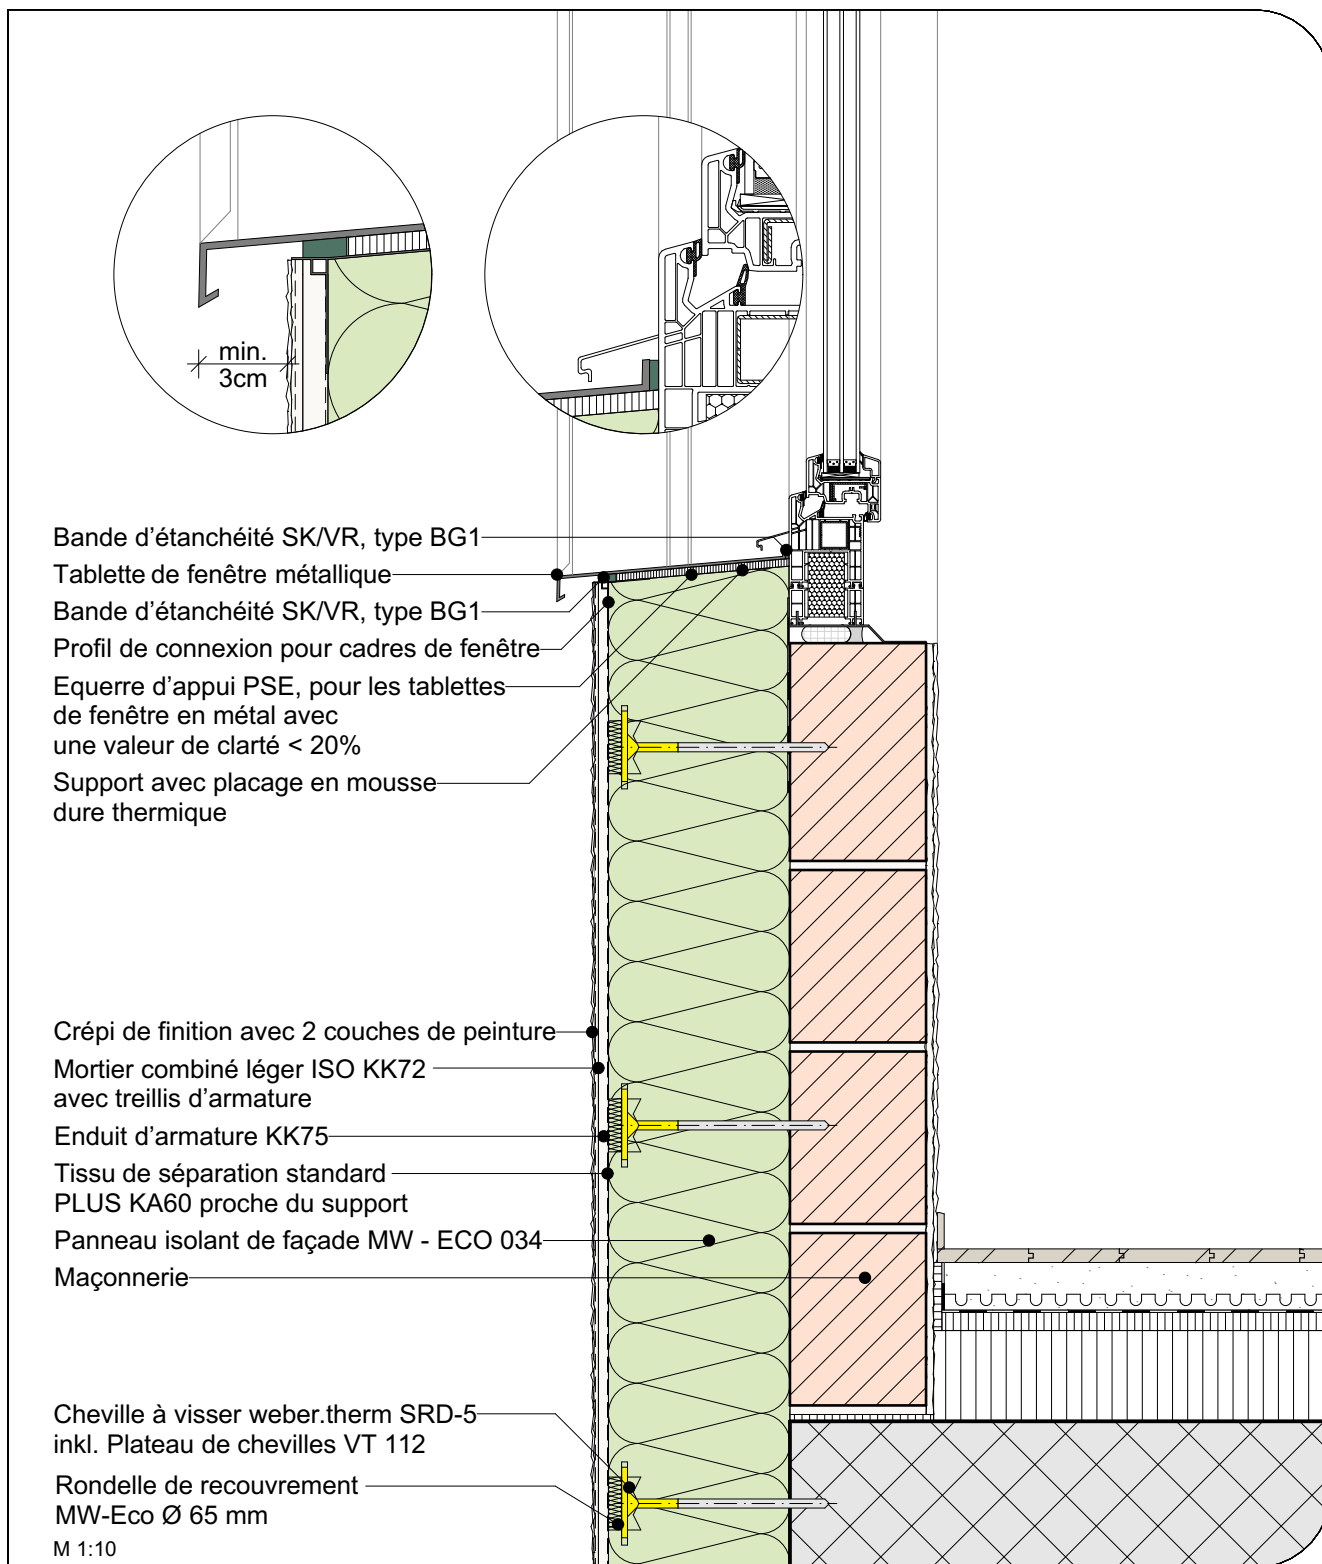 min.
3cm
Bande d’étanchéité SK/VR, type BG1
Tablette de fenêtre métallique
Bande d’étanchéité SK/VR, type BG1
Profil de connexion pour cadres de fenêtre
Equerre d’appui PSE, pour les tablettes
de fenêtre en métal avec
une valeur de clarté < 20%
Support avec placage en mousse
dure thermique
Crépi de finition avec 2 couches de peinture
Mortier combiné léger ISO KK72
avec treillis d’armature
Enduit d’armature KK75
Tissu de séparation standard
PLUS KA60 proche du support
Panneau isolant de façade MW - ECO 034
Maçonnerie
Cheville à visser weber.therm SRD-5
inkl. Plateau de chevilles VT 112
Rondelle de recouvrement
MW-Eco Ø 65 mm
M 1:10